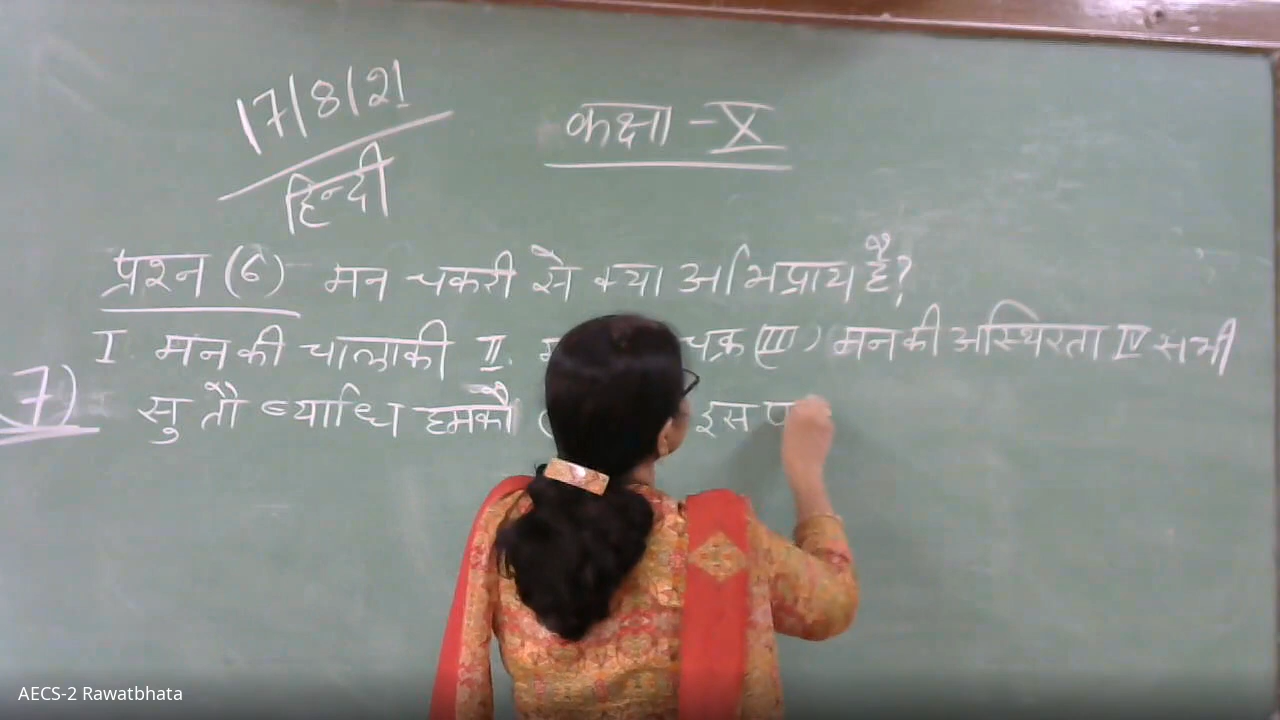 17/8/21
हिन्दी
कक्षा - X
प्रश्न (6) मन चकरी से क्या अभिप्राय है?
I. मन की चालाकी II. चक्र (III) मन की अस्थिरता IV सभी
7) सु तौ ब्याधि हमकौ इस
AECS-2 Rawatbhata